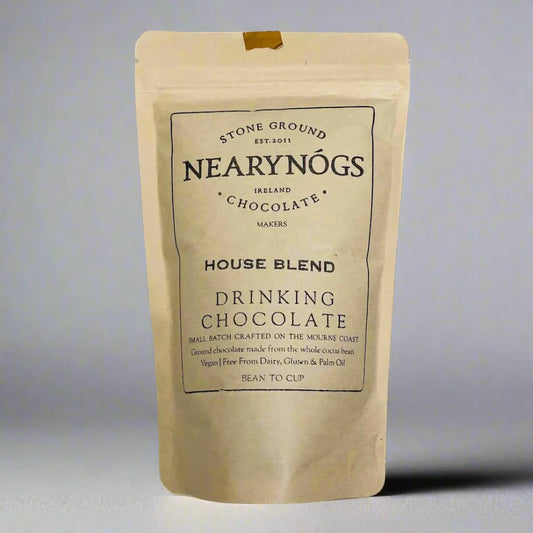 STONE GROUND
EST. 2011
NEARYNÓGS
IRELAND
• CHOCOLATE •
MAKERS
HOUSE BLEND
DRINKING
CHOCOLATE
SMALL BATCH CRAFTED ON THE MOURNE COAST
Ground chocolate made from the whole cocoa bean.
Vegan | Free From Dairy, Gluten & Palm Oil
BEAN TO CUP